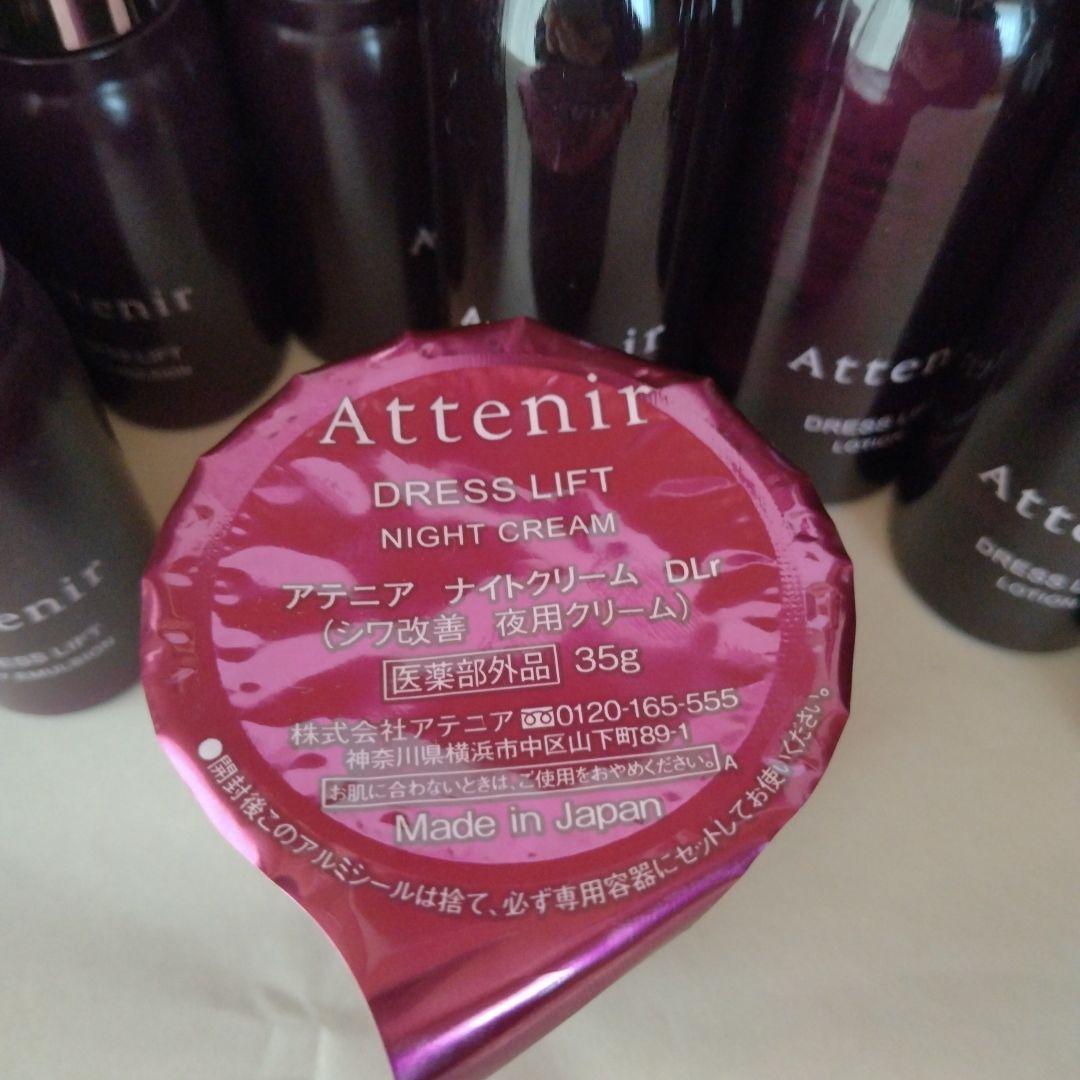 Attenir
DRESS LIFT
NIGHT CREAM
アテニア ナイトクリーム DLr
(シワ改善 夜用クリーム)
医薬部外品 35g
株式会社アテニア 0120-165-555
神奈川県横浜市中区山下町89-1
お肌に合わないときは、ご使用をおやめください。A
Made in Japan
●開封後このアルミシールは捨て、必ず専用容器にセットしてお使いください。
Attenir
DRESS LIFT
LOTION
Atte
DRESS
LOTION
tenir
LIFT
enir
DRESS LIFT
EMULSION
A
A
ir